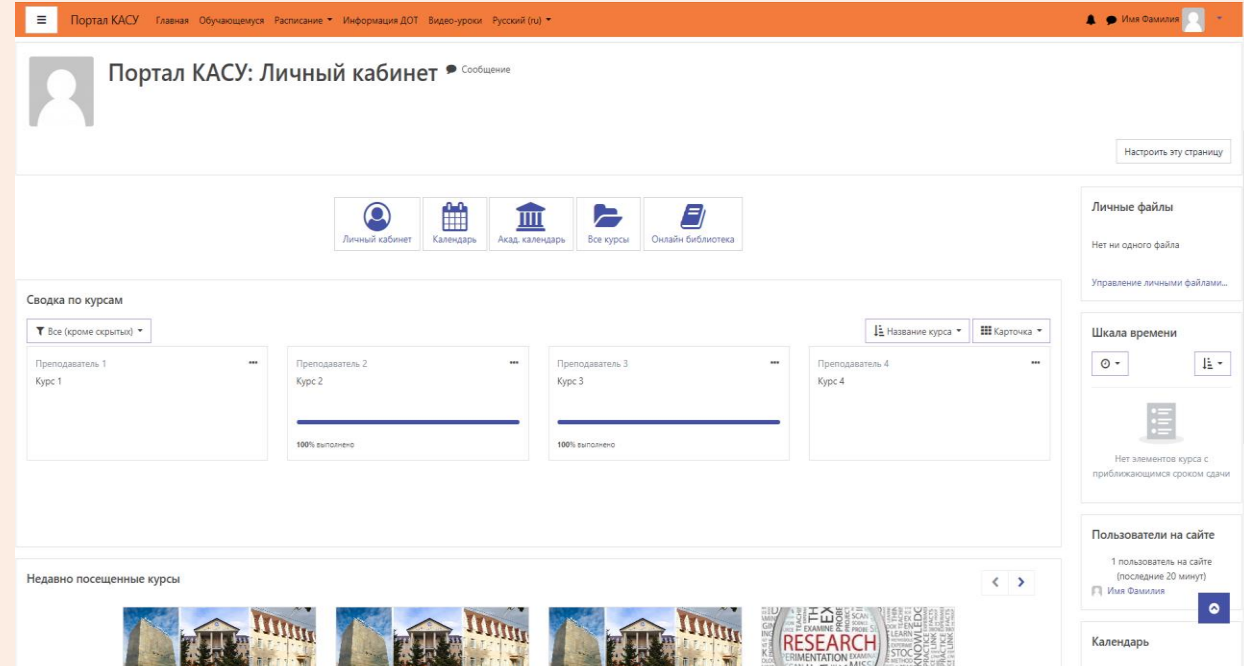 Портал КАСУ Главная Обучающемуся Расписание Информация ДОТ Видео-уроки Русский (ru) Имя Фамилия
Портал КАСУ: Личный кабинет Сообщение
Настроить эту страницу
Личный кабинет Календарь Акад. календарь Все курсы Онлайн библиотека
Личные файлы
Нет ни одного файла
Управление личными файлами...
Сводка по курсам
Все (кроме скрытых) Название курса Карточка
Преподаватель 1
Курс 1
Преподаватель 2
Курс 2
100% выполнено
Преподаватель 3
Курс 3
100% выполнено
Преподаватель 4
Курс 4
Шкала времени
Нет элементов курса с
приближающимся сроком сдачи
Пользователи на сайте
1 пользователь на сайте
(последние 20 минут)
Имя Фамилия
Недавно посещенные курсы
RESEARCH
Календарь